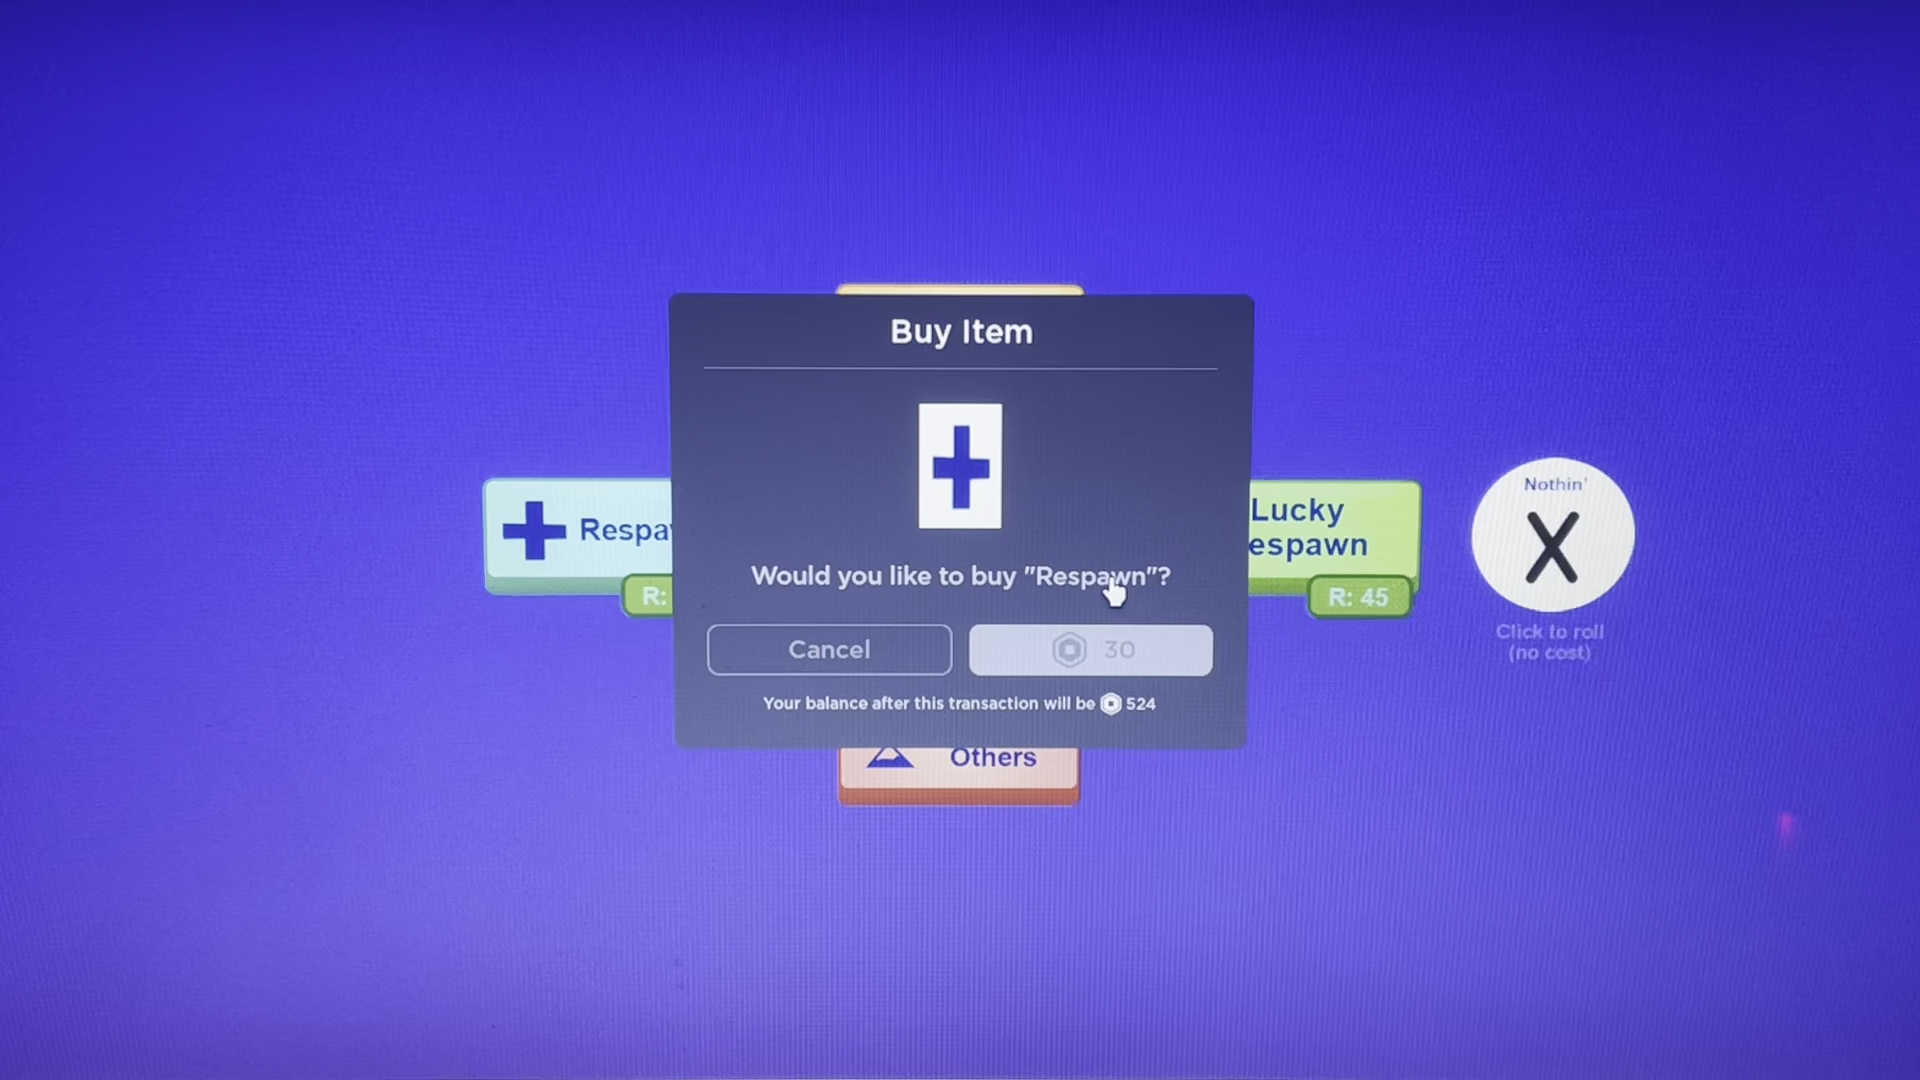 Buy Item
Respa
R:
Would you like to buy "Respawn"?
Cancel
30
Your balance after this transaction will be 524
Lucky
espawn
R: 45
Nothin'
X
Click to roll
(no cost)
Others